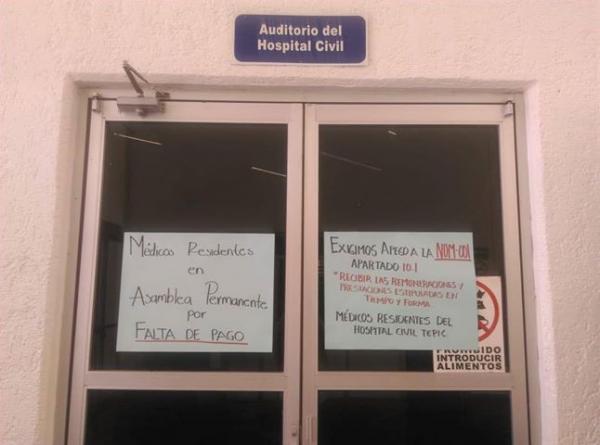 Auditorio del
Hospital Civil
Médicos Residentes
en
Asamblea Permanente
por
FALTA DE PAGO
EXIGIMOS APEGO A LA NOM-001
APARTADO 10.1
*RECIBIR LAS REMUNERACIONES Y
PRESTACIONES ESTIPULADAS EN
TIEMPO Y FORMA
MÉDICOS RESIDENTES DEL
HOSPITAL CIVIL TEPIC
PROHIBIDO
INTRODUCIR
ALIMENTOS